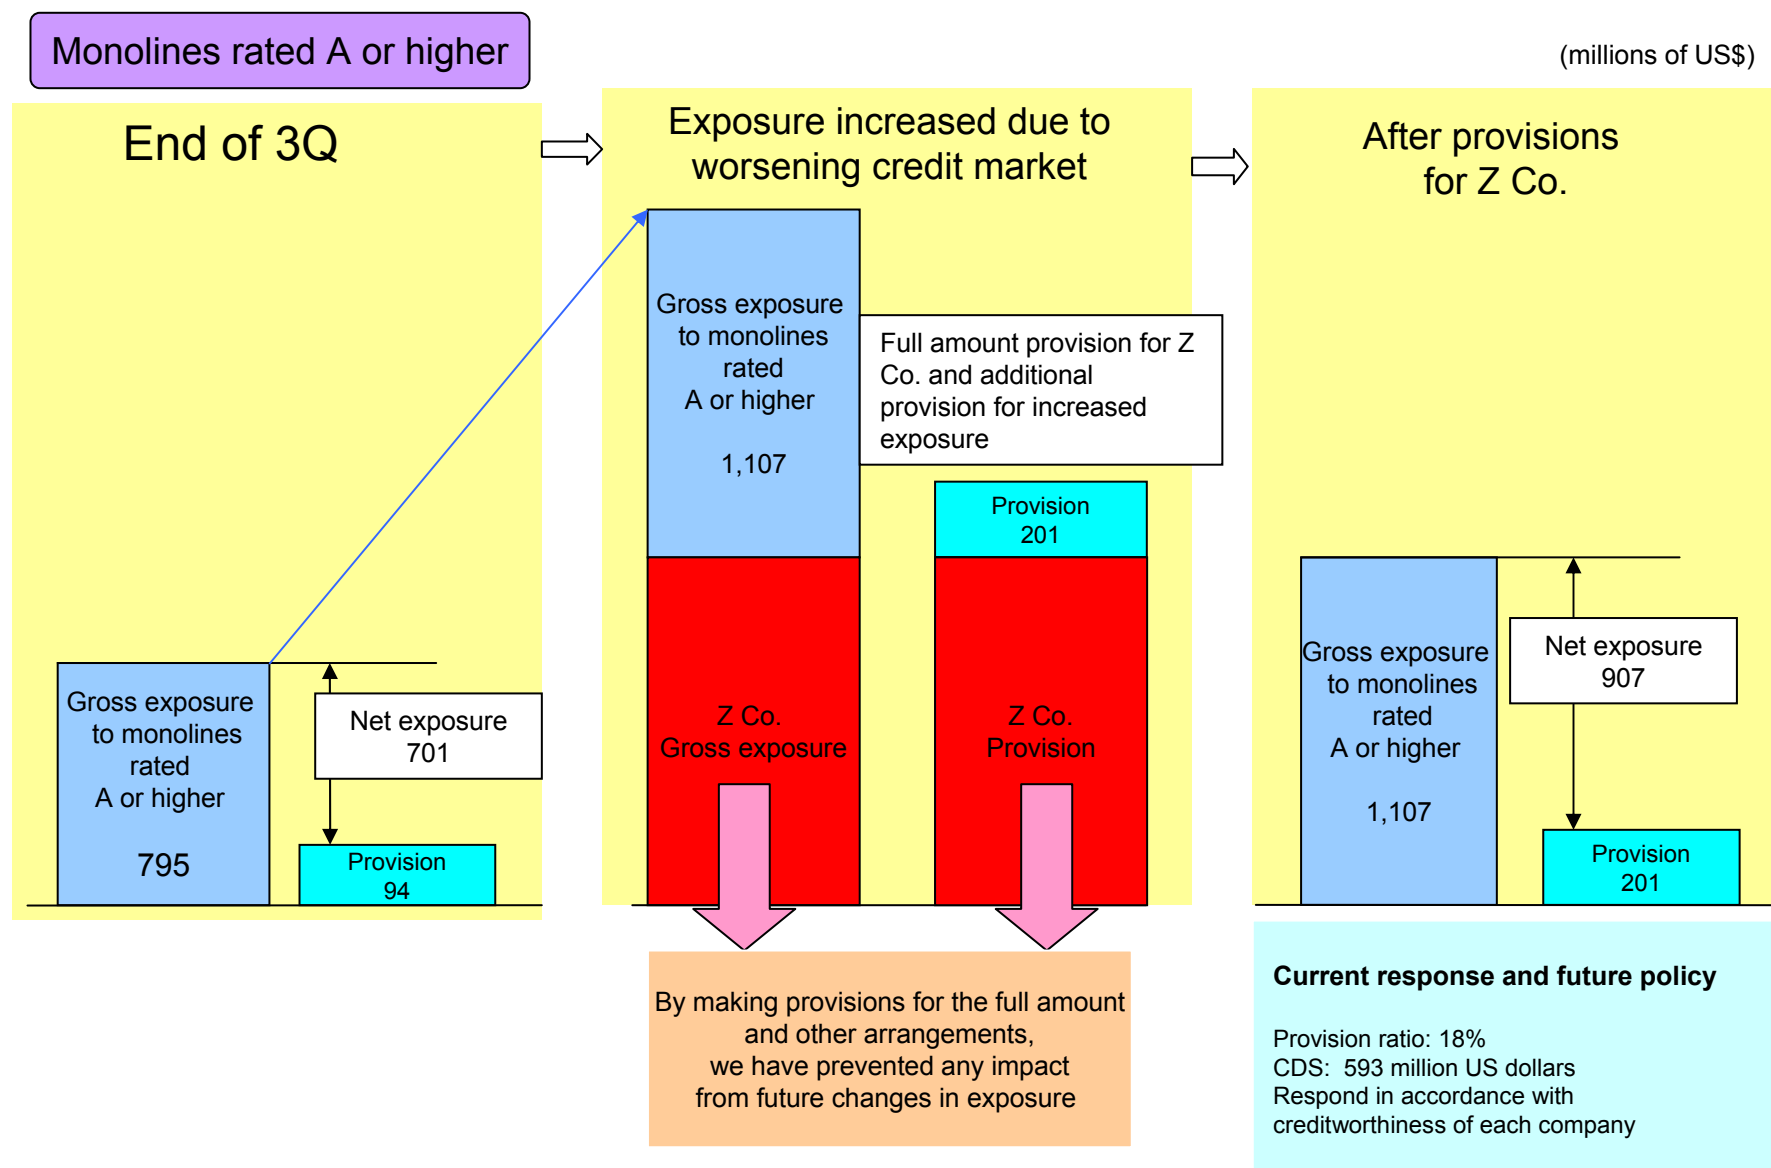 Monolines rated A or higher
(millions of US$)
End of 3Q
Gross exposure
to monolines
rated
A or higher
795
Net exposure
701
Provision
94
Exposure increased due to
worsening credit market
Gross exposure
to monolines
rated
A or higher
1,107
Full amount provision for Z
Co. and additional
provision for increased
exposure
Provision
201
Z Co.
Gross exposure
Z Co.
Provision
By making provisions for the full amount
and other arrangements,
we have prevented any impact
from future changes in exposure
After provisions
for Z Co.
Gross exposure
to monolines
rated
A or higher
1,107
Net exposure
907
Provision
201
Current response and future policy
Provision ratio: 18%
CDS: 593 million US dollars
Respond in accordance with
creditworthiness of each company